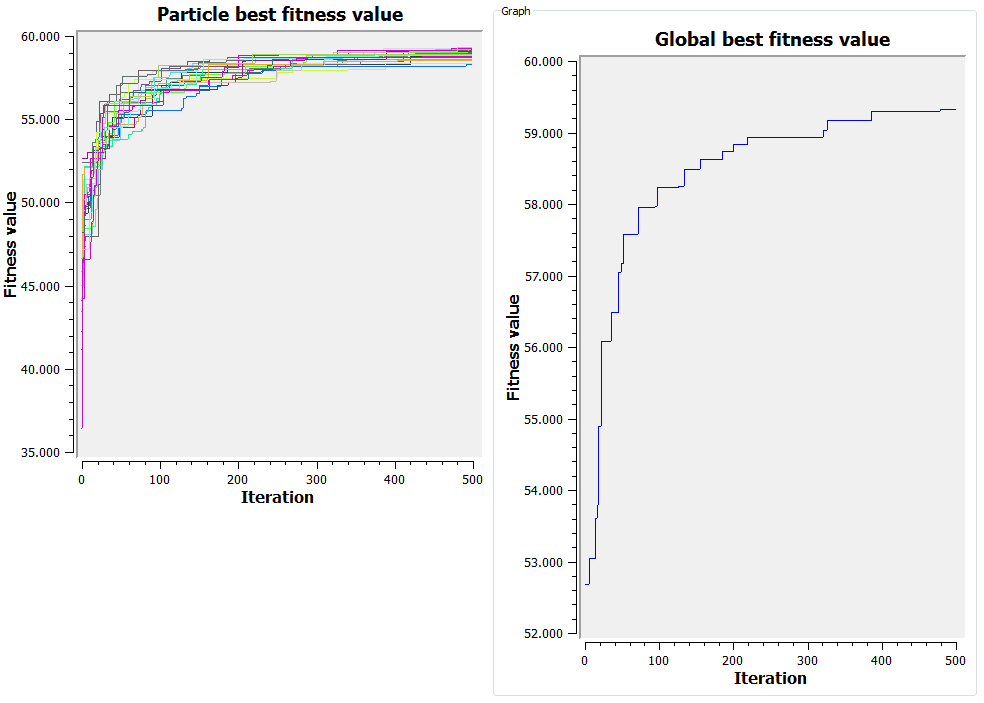 Particle best fitness value
60.000
55.000
50.000
45.000
40.000
35.000
Fitness value
0 100 200 300 400 500
Iteration
Graph
Global best fitness value
60.000
59.000
58.000
57.000
56.000
55.000
54.000
53.000
52.000
Fitness value
0 100 200 300 400 500
Iteration